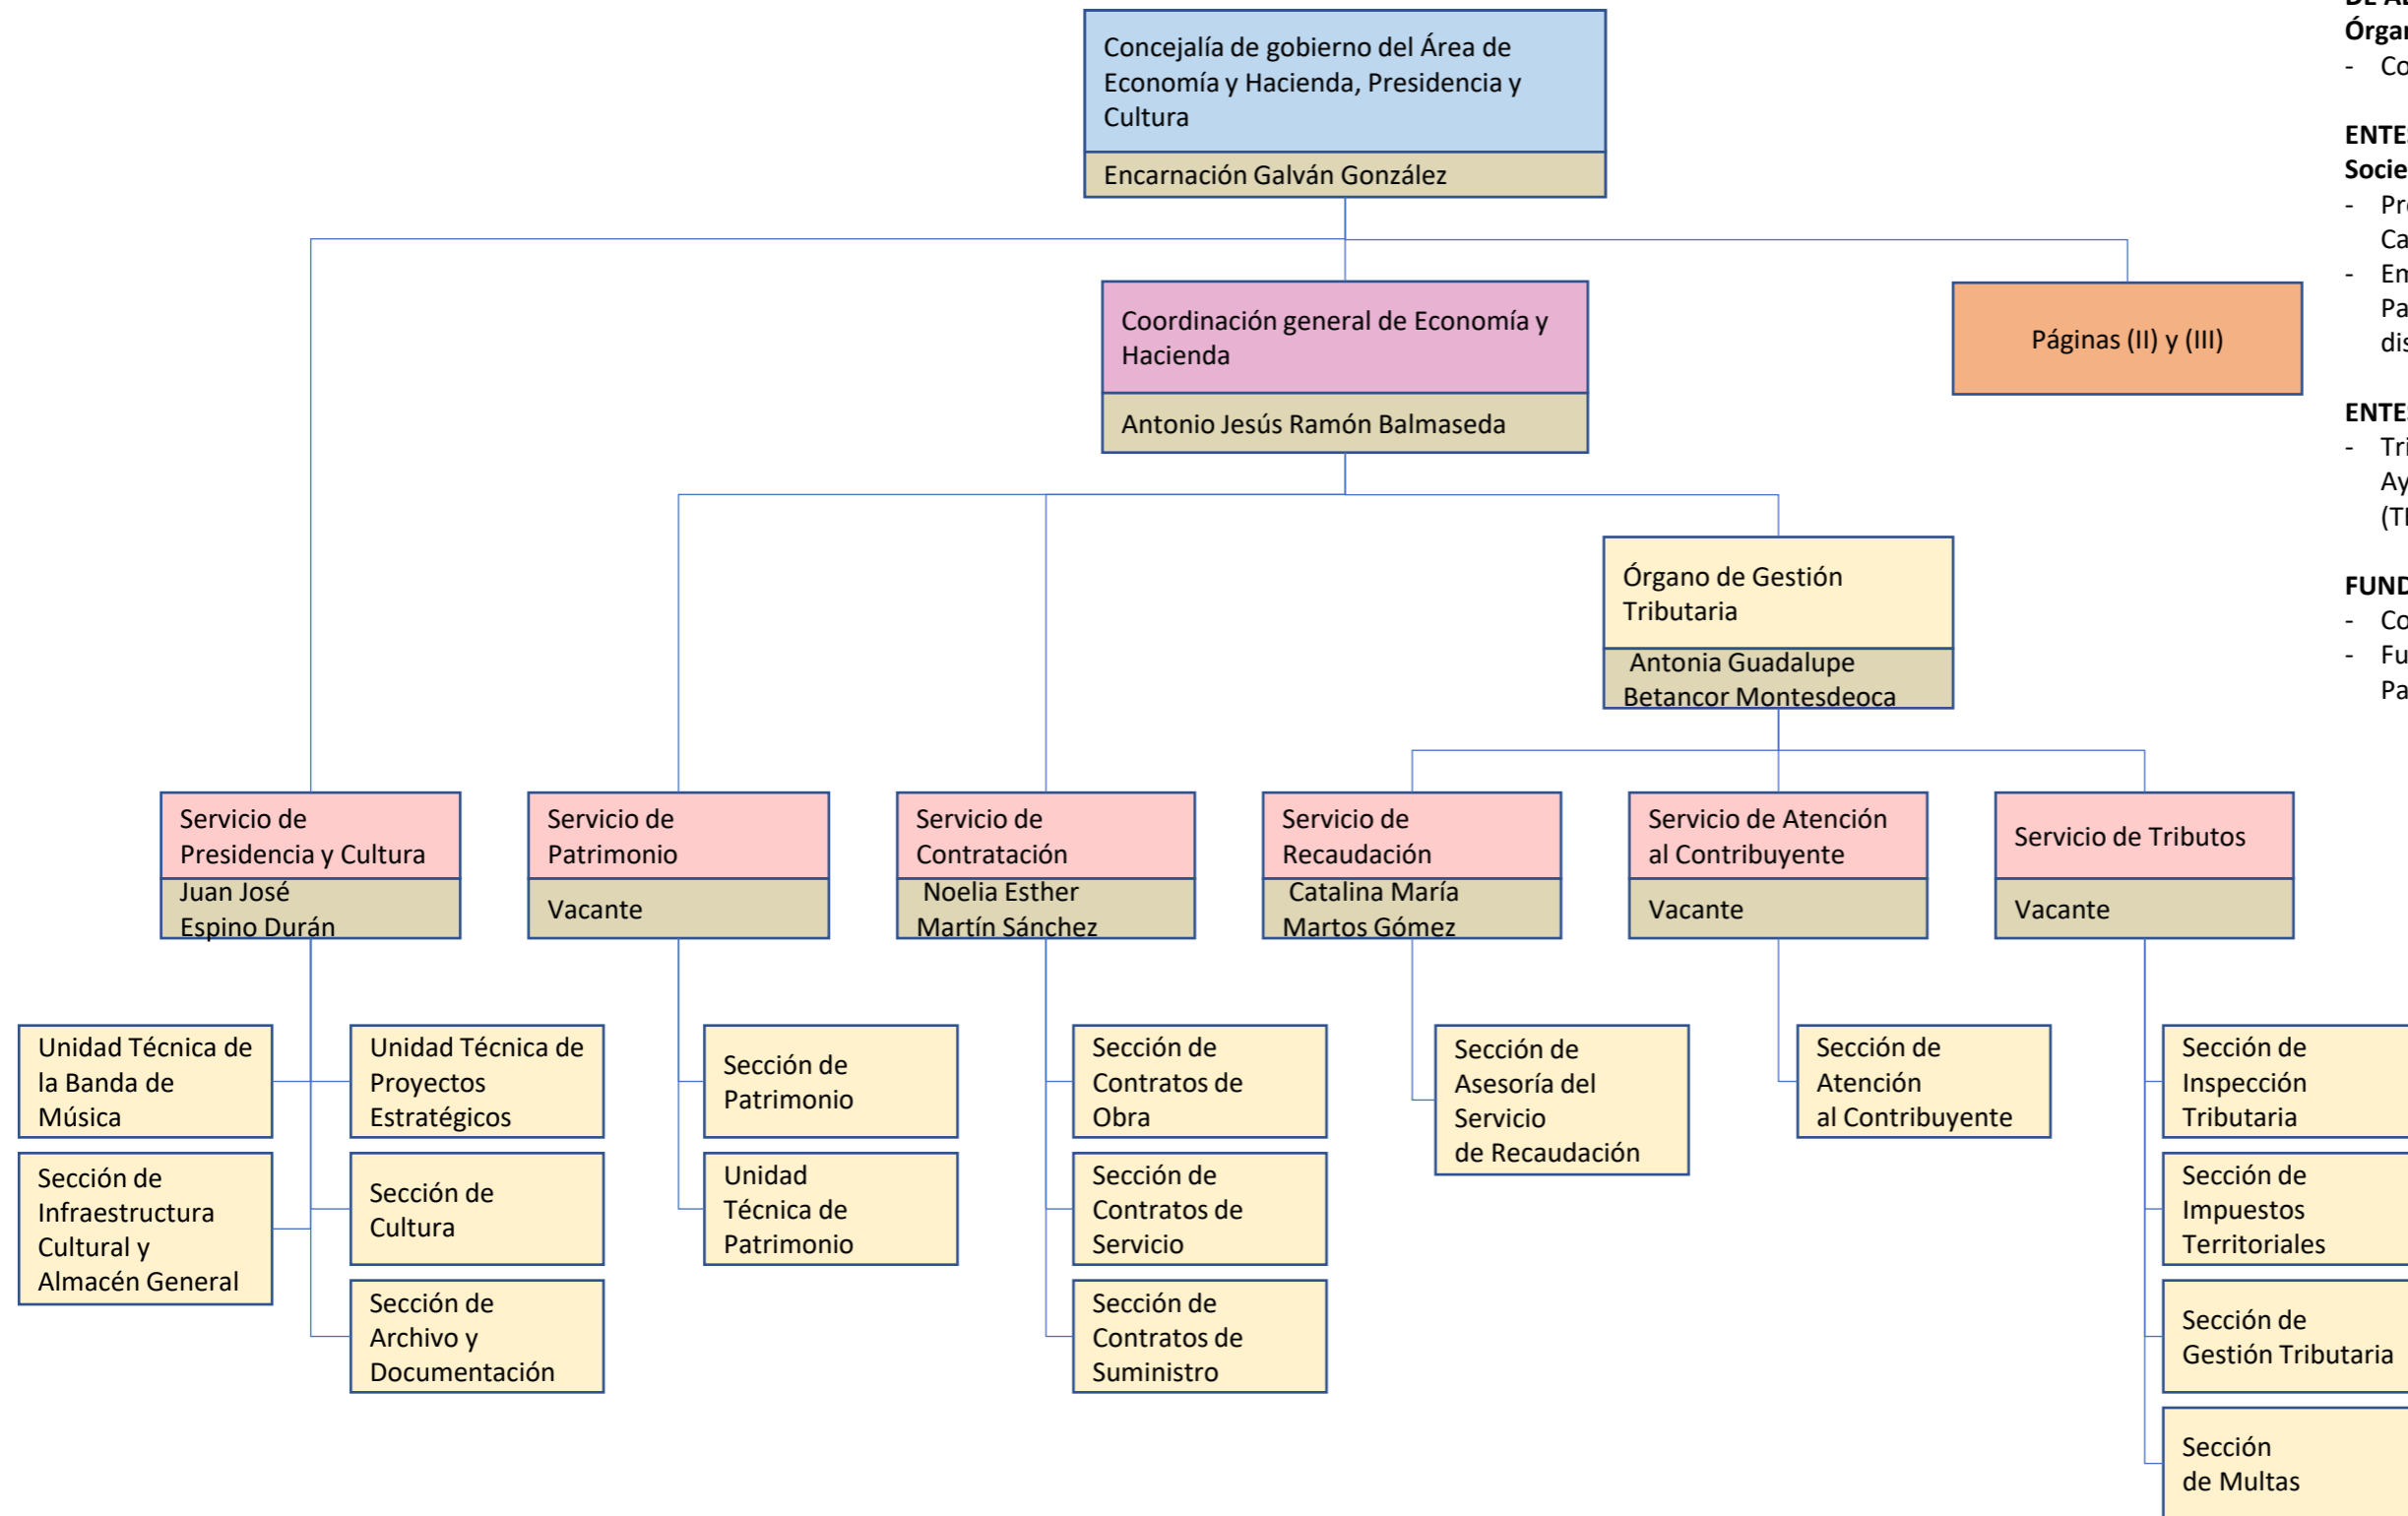 Concejalía de gobierno del Área de
Economía y Hacienda, Presidencia y
Cultura
Encarnación Galván González
Coordinación general de Economía y
Hacienda
Antonio Jesús Ramón Balmaseda
Páginas (II) y (III)
Órgano de Gestión
Tributaria
Antonia Guadalupe
Betancor Montesdeoca
Servicio de
Presidencia y Cultura
Juan José
Espino Durán
Servicio de
Patrimonio
Vacante
Servicio de
Contratación
Noelia Esther
Martín Sánchez
Servicio de
Recaudación
Catalina María
Martos Gómez
Servicio de Atención
al Contribuyente
Vacante
Servicio de Tributos
Vacante
Unidad Técnica de
la Banda de
Música
Sección de
Infraestructura
Cultural y
Almacén General
Unidad Técnica de
Proyectos
Estratégicos
Sección de
Cultura
Sección de
Archivo y
Documentación
Sección de
Patrimonio
Unidad
Técnica de
Patrimonio
Sección de
Contratos de
Obra
Sección de
Contratos de
Servicio
Sección de
Contratos de
Suministro
Sección de
Asesoría del
Servicio
de Recaudación
Sección de
Atención
al Contribuyente
Sección de
Inspección
Tributaria
Sección de
Impuestos
Territoriales
Sección de
Gestión Tributaria
Sección
de Multas